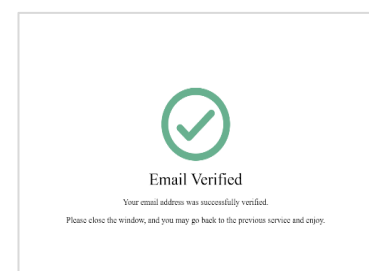 Email Verified
Your email address was successfully verified.
Please close the window, and you may go back to the previous service and enjoy.